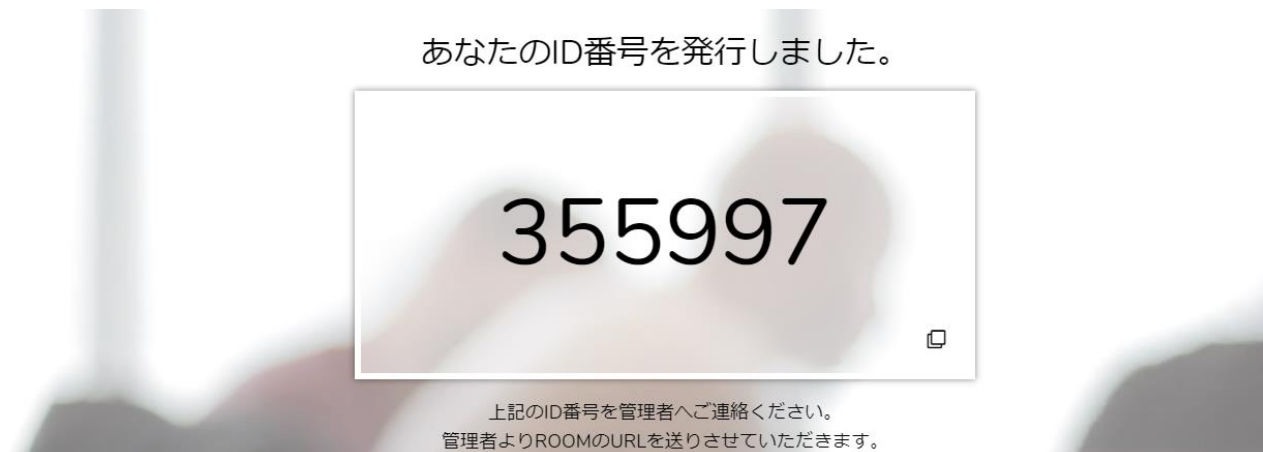 あなたのID番号を発行しました。
355997
上記のID番号を管理者へご連絡ください。
管理者よりROOMのURLを送りさせていただきます。